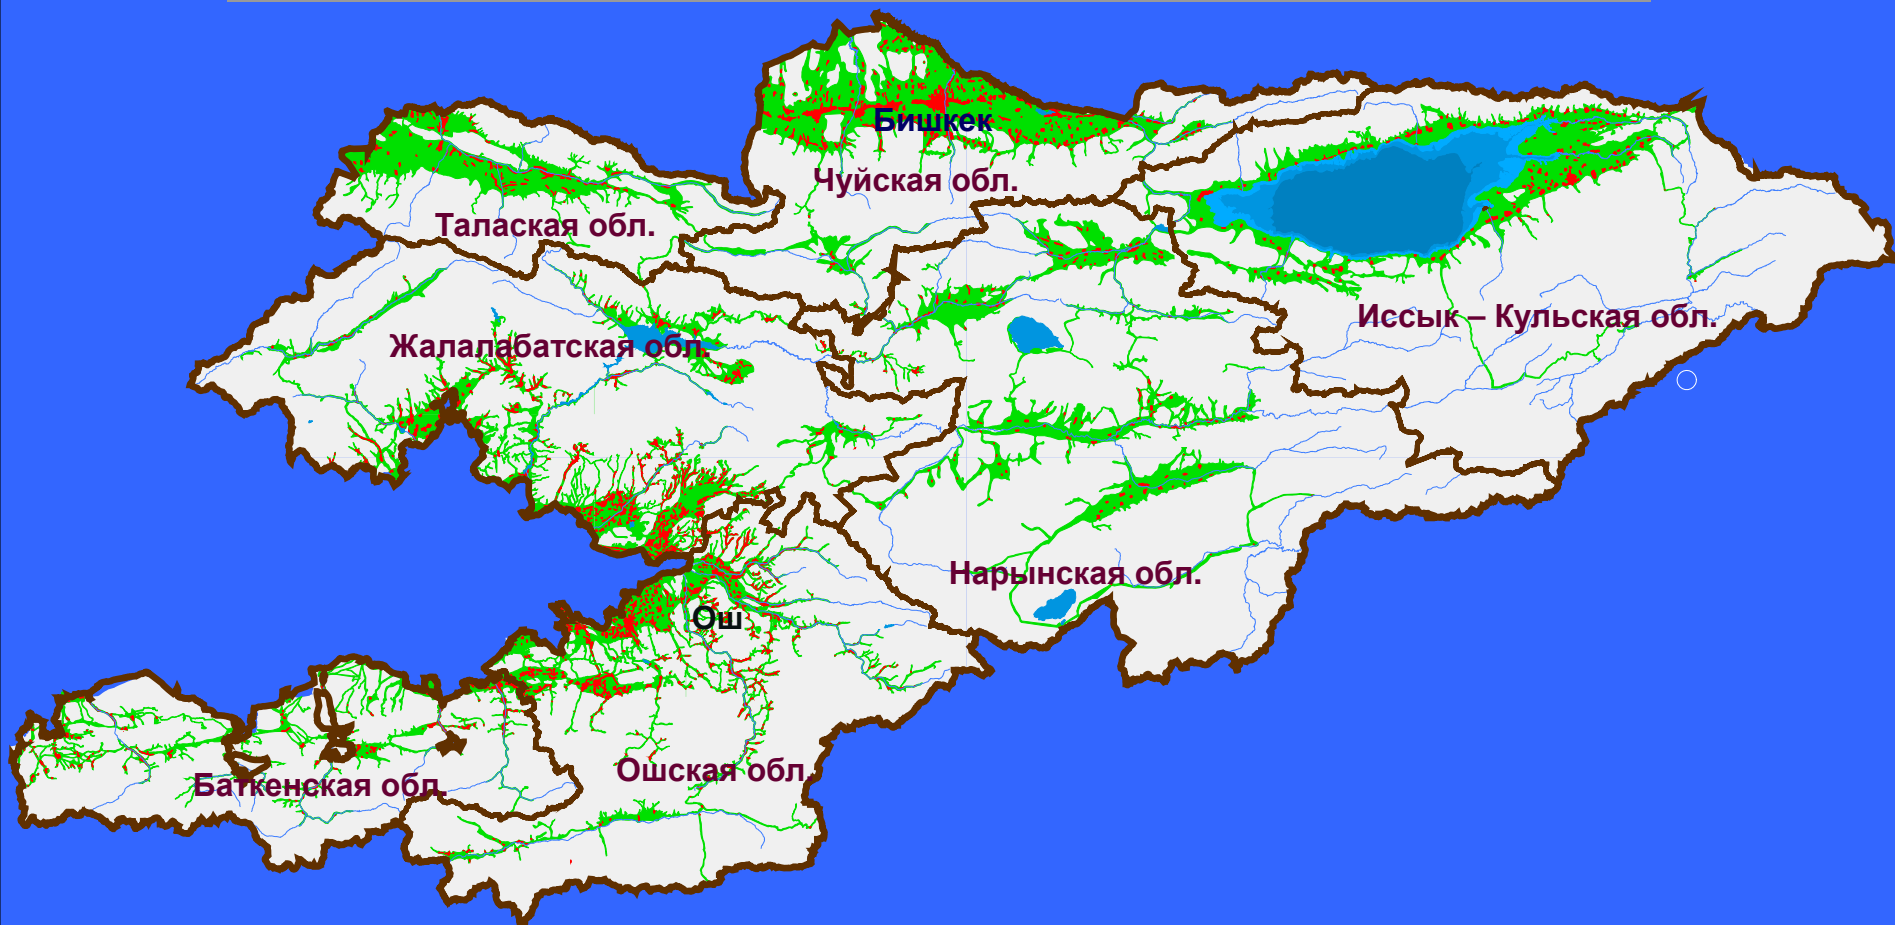 Бишкек
Чуйская обл.
Талаская обл.
Иссык – Кульская обл.
Жалалабатская обл.
Нарынская обл.
Ош
Ошская обл.
Баткенская обл.